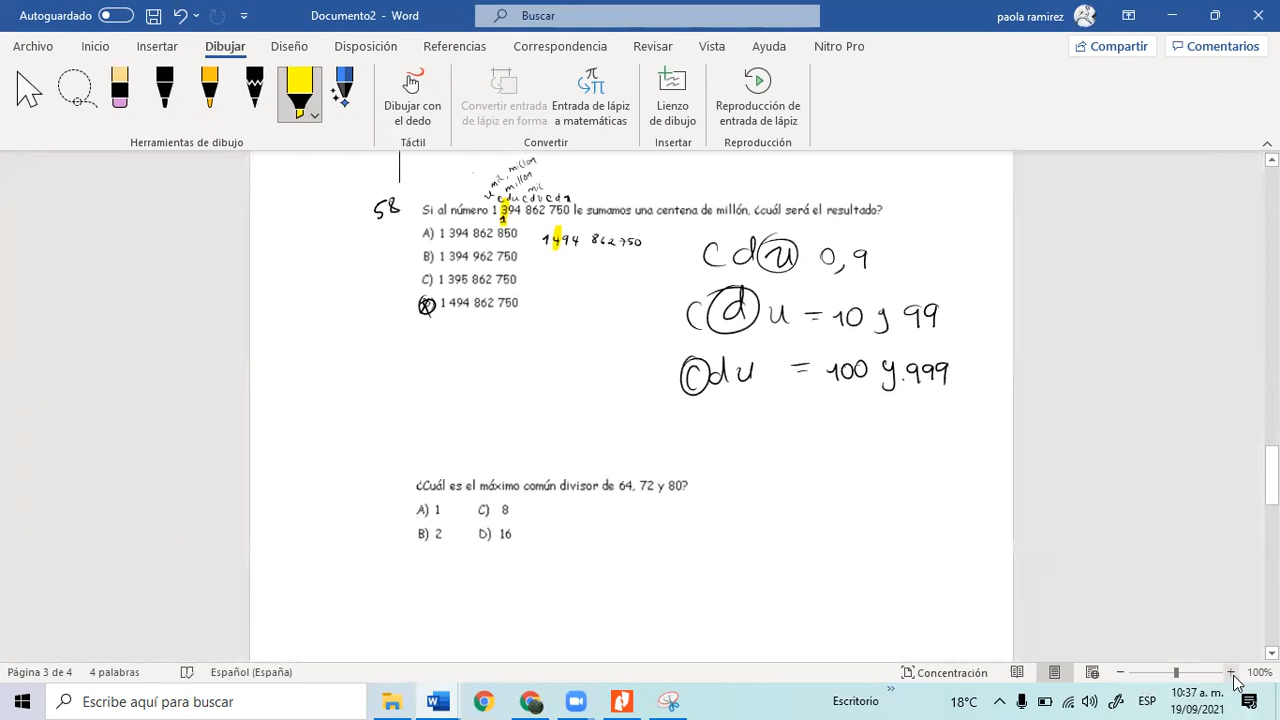 Documento2 - Word
Buscar
paola ramirez
Archivo Inicio Insertar Dibujar Diseño Disposición Referencias Correspondencia Revisar Vista Ayuda Nitro Pro
Compartir Comentarios
Dibujar con el dedo
Convertir entrada de lápiz en forma
Entrada de lápiz a matemáticas
Lienzo de dibujo
Reproducción de entrada de lápiz
Herramientas de dibujo Táctil Convertir Insertar Reproducción
u mil millon
millon
mil
c d u c d u c d u
58
Si al número 1 394 862 750 le sumamos una centena de millón, ¿cuál será el resultado?
1
A) 1 394 862 850
1494 862750
B) 1 394 962 750
C) 1 395 862 750
1 494 862 750
c d u 0,9
c d u = 10 y 99
c d u = 100 y 999
¿Cuál es el máximo común divisor de 64, 72 y 80?
A) 1 C) 8
B) 2 D) 16
Página 3 de 4 4 palabras Español (España) Concentración 100%
Escribe aquí para buscar
Escritorio
18°C
ESP
10:37 a. m.
19/09/2021